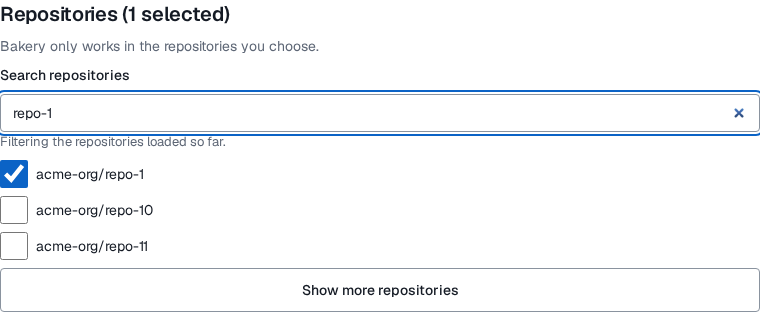 Repositories (1 selected)
Bakery only works in the repositories you choose.
Search repositories
repo-1
Filtering the repositories loaded so far.
acme-org/repo-1
acme-org/repo-10
acme-org/repo-11
Show more repositories